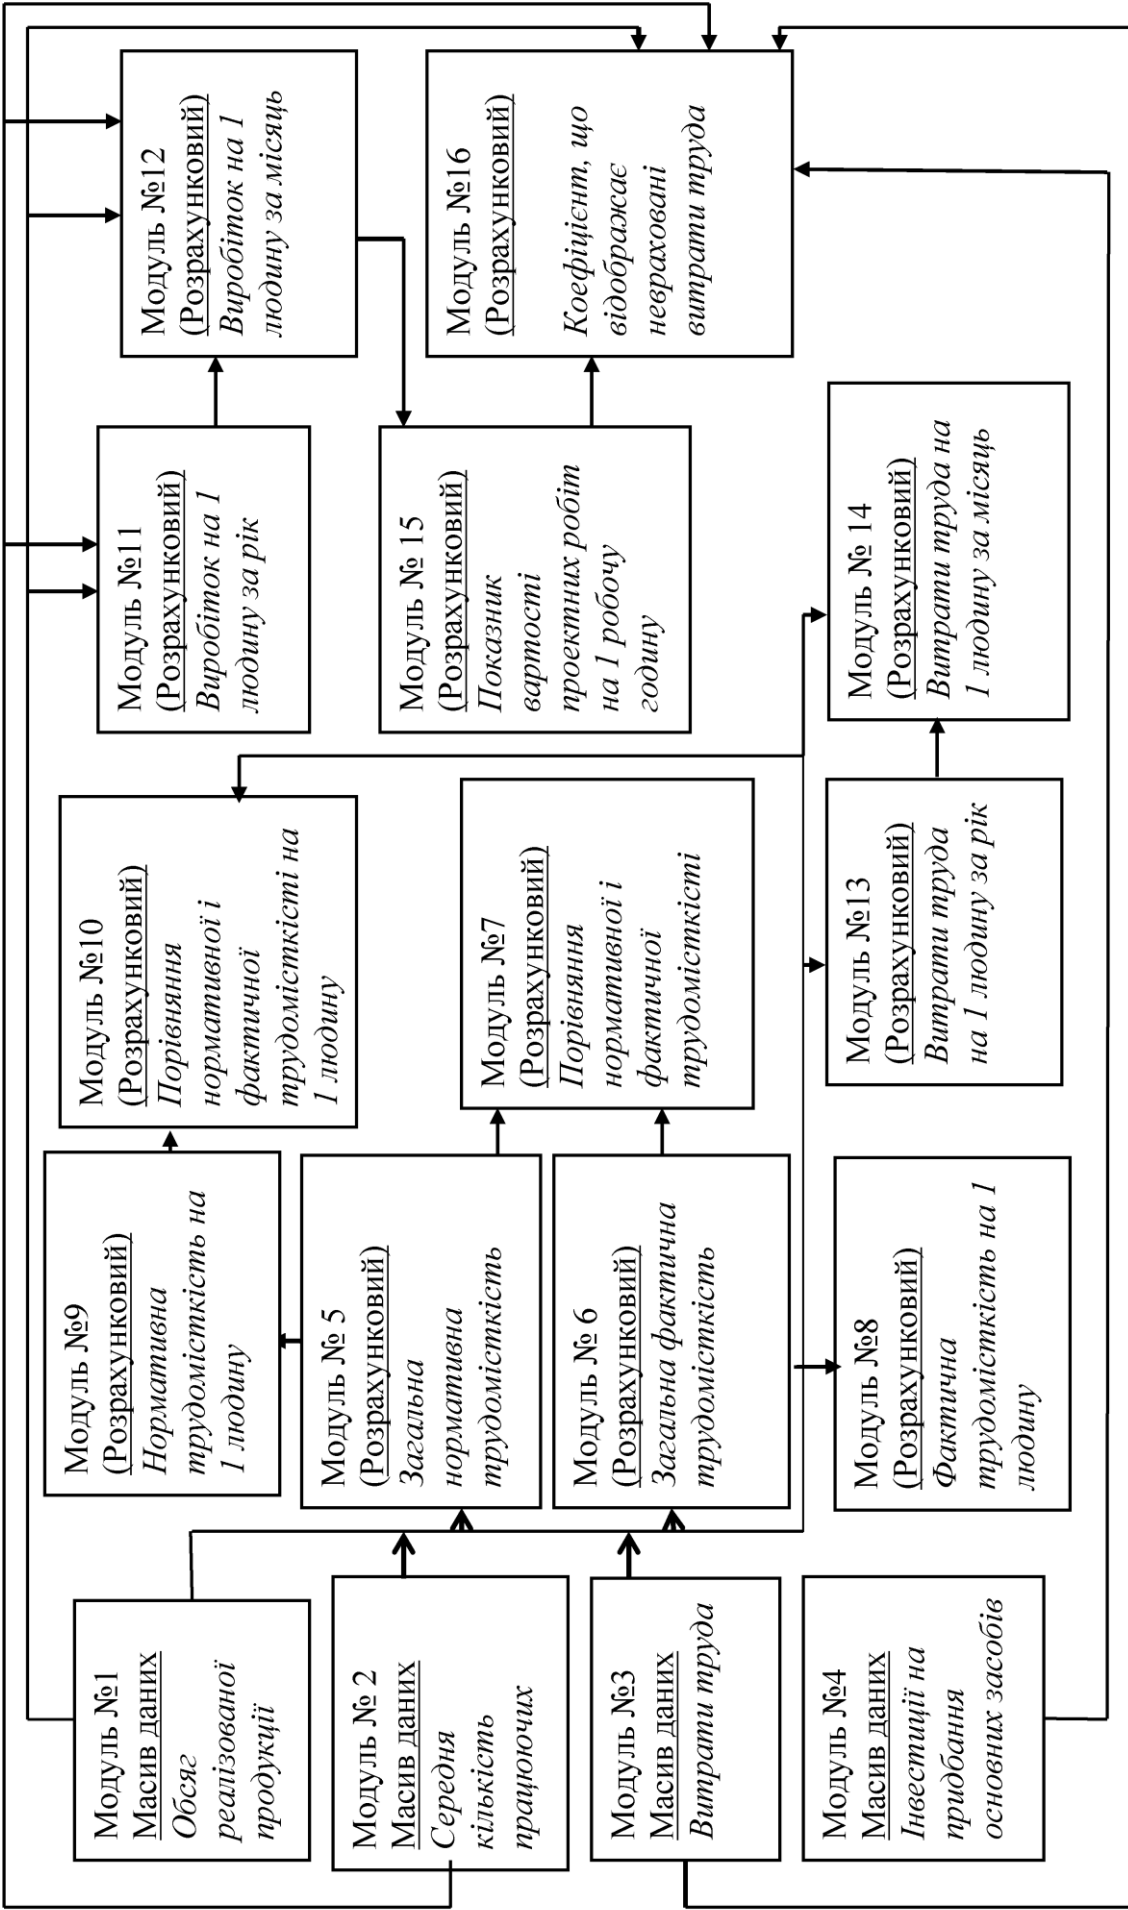 Модуль №1
Масив даних
Обсяг
реалізованої
продукції
Модуль № 2
Масив даних
Середня
кількість
працюючих
Модуль №3
Масив даних
Витрати труда
Модуль №4
Масив даних
Інвестиції на
придбання
основних засобів
Модуль № 5
(Розрахунковий)
Загальна
нормативна
трудомісткість
Модуль № 6
(Розрахунковий)
Загальна фактична
трудомісткість
Модуль №7
(Розрахунковий)
Порівняння
нормативної і
фактичної
трудомісткісті
Модуль №8
(Розрахунковий)
Фактична
трудомісткість на 1
людину
Модуль №9
(Розрахунковий)
Нормативна
трудомісткість на
1 людину
Модуль №10
(Розрахунковий)
Порівняння
нормативної і
фактичної
трудомісткісті на
1 людину
Модуль №11
(Розрахунковий)
Виробіток на 1
людину за рік
Модуль №12
(Розрахунковий)
Виробіток на 1
людину за місяць
Модуль №13
(Розрахунковий)
Витрати труда
на 1 людину за рік
Модуль № 14
(Розрахунковий)
Витрати труда на
1 людину за місяць
Модуль № 15
(Розрахунковий)
Показник
вартості
проектних робіт
на 1 робочу
годину
Модуль №16
(Розрахунковий)
Коефіцієнт, що
відображає
невраховані
витрати труда